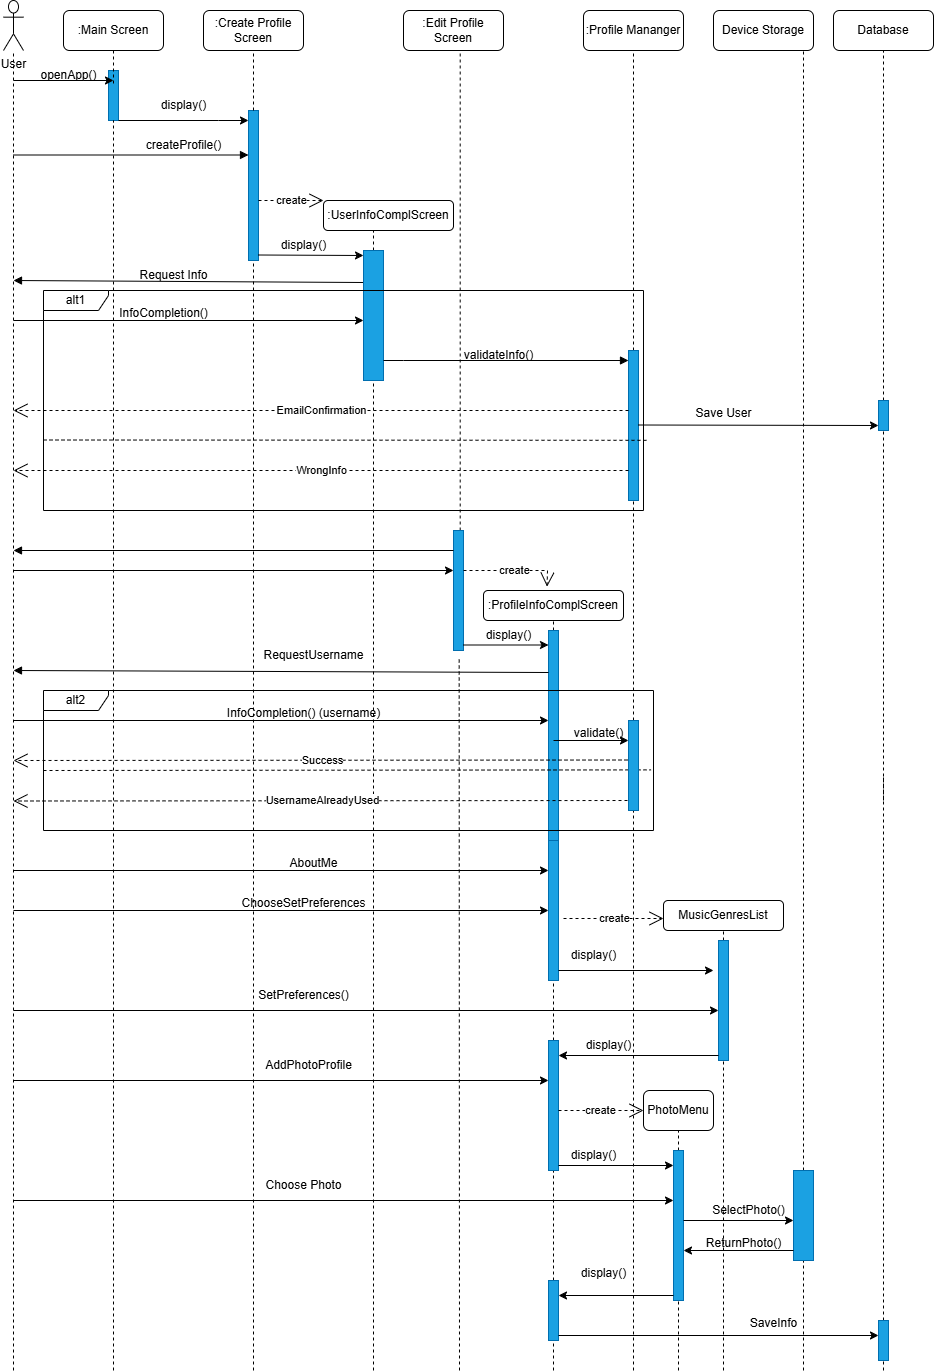 :Main Screen
:Create Profile
Screen
:Edit Profile
Screen
:Profile Mananger
Device Storage
Database
User
openApp()
display()
createProfile()
create
:UserInfoComplScreen
display()
Request Info
alt1
InfoCompletion()
validateInfo()
EmailConfirmation
Save User
WrongInfo
create
:ProfileInfoComplScreen
display()
RequestUsername
alt2
InfoCompletion() (username)
validate()
Success
UsernameAlreadyUsed
AboutMe
ChooseSetPreferences
create
MusicGenresList
display()
SetPreferences()
display()
AddPhotoProfile
create
PhotoMenu
display()
Choose Photo
SelectPhoto()
ReturnPhoto()
display()
SaveInfo